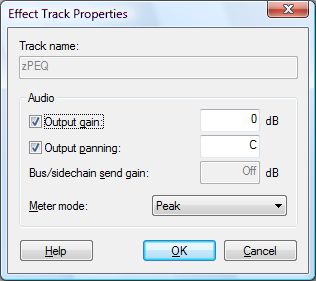 Effect Track Properties
Track name:
zPEQ
Audio
Output gain: 0 dB
Output panning: C
Bus/sidechain send gain: Off dB
Meter mode: Peak
Help OK Cancel